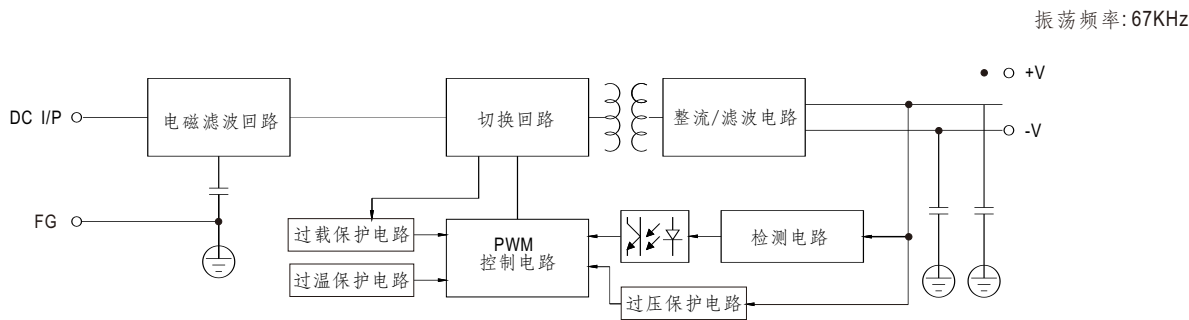 振荡频率: 67KHz
+V
DC I/P
电磁滤波回路
切换回路
整流/滤波电路
-V
FG
过载保护电路
PWM
控制电路
检测电路
过温保护电路
过压保护电路